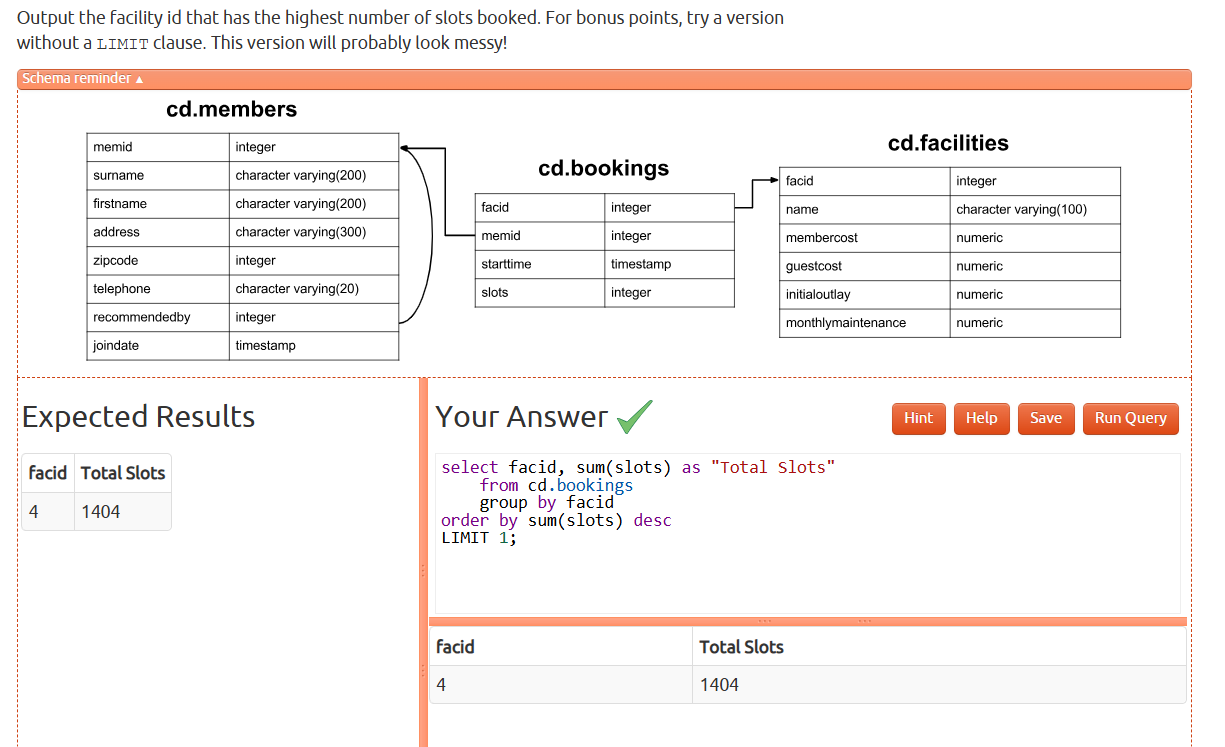 Output the facility id that has the highest number of slots booked. For bonus points, try a version
without a LIMIT clause. This version will probably look messy!
Schema reminder ▴
cd.members
memid integer
surname character varying(200)
firstname character varying(200)
address character varying(300)
zipcode integer
telephone character varying(20)
recommendedby integer
joindate timestamp
cd.bookings
facid integer
memid integer
starttime timestamp
slots integer
cd.facilities
facid integer
name character varying(100)
membercost numeric
guestcost numeric
initialoutlay numeric
monthlymaintenance numeric
Expected Results
facid Total Slots
4 1404
Your Answer
Hint Help Save Run Query
select facid, sum(slots) as "Total Slots"
    from cd.bookings
    group by facid
order by sum(slots) desc
LIMIT 1;
facid Total Slots
4 1404